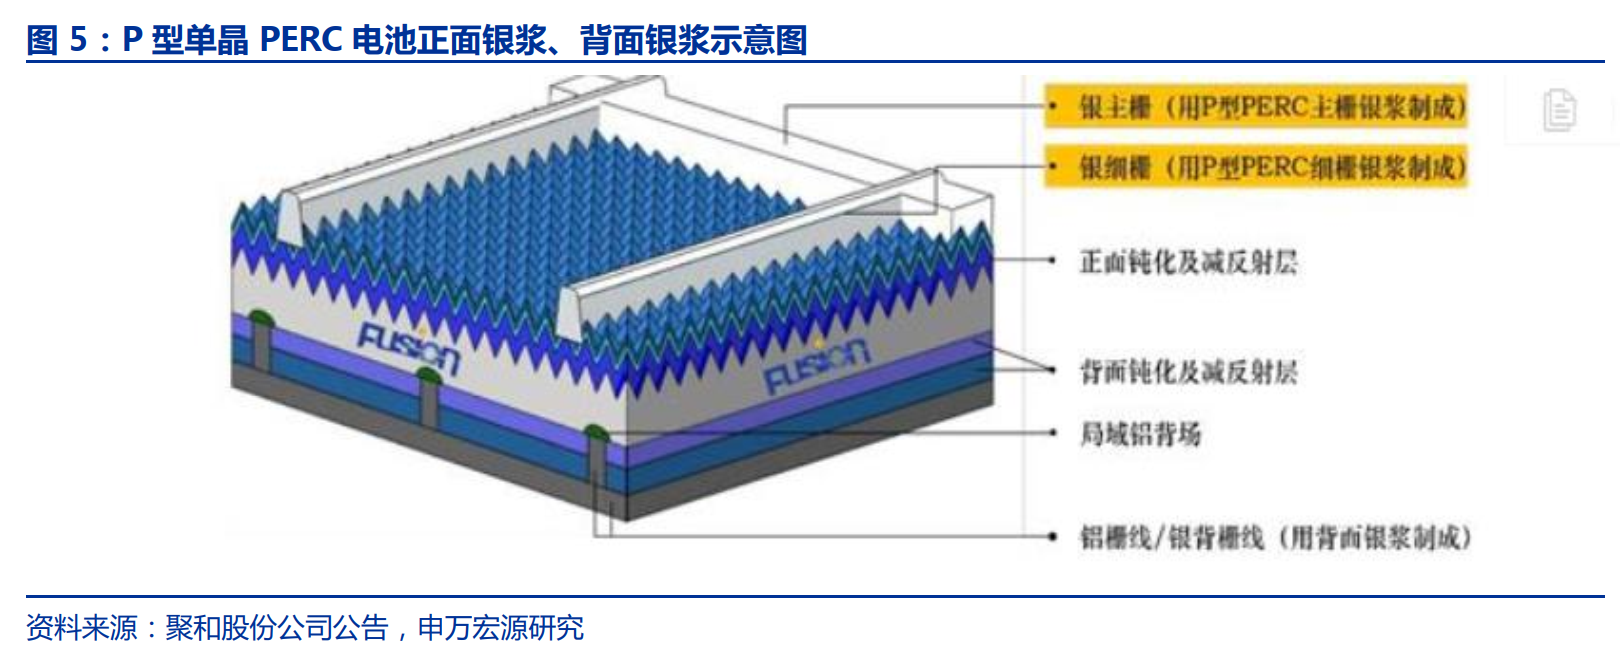 图 5：P 型单晶 PERC 电池正面银浆、背面银浆示意图
银主栅（用P型PERC主栅银浆制成）
银细栅（用P型PERC细栅银浆制成）
正面钝化及减反射层
FUSION FUSION
背面钝化及减反射层
局域铝背场
铝栅线/银背栅线（用背面银浆制成）
资料来源：聚和股份公司公告，申万宏源研究